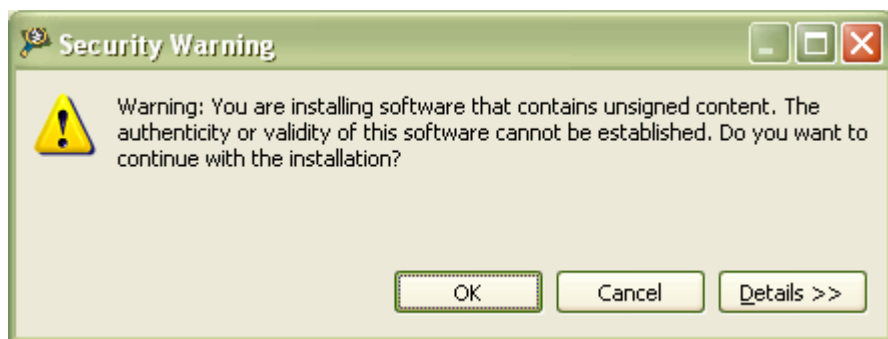 Security Warning
Warning: You are installing software that contains unsigned content. The
authenticity or validity of this software cannot be established. Do you want to
continue with the installation?
OK Cancel Details >>